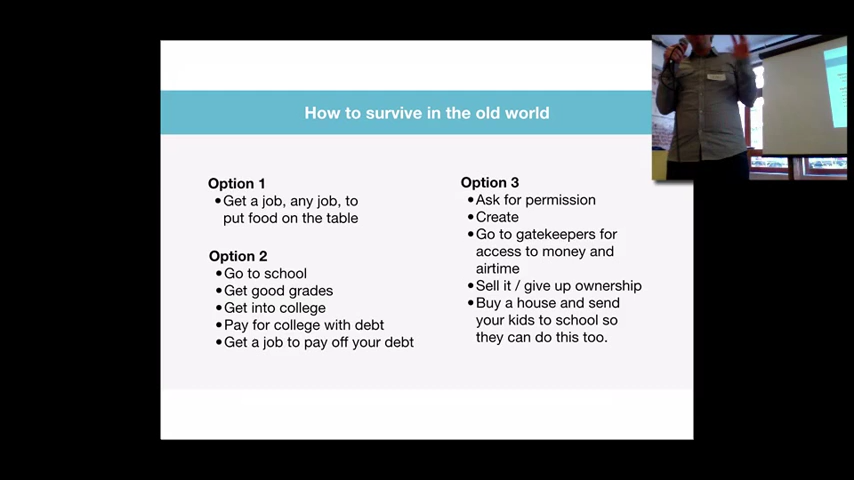 How to survive in the old world
Option 1
•Get a job, any job, to
put food on the table
Option 2
•Go to school
•Get good grades
•Get into college
•Pay for college with debt
•Get a job to pay off your debt
Option 3
•Ask for permission
•Create
•Go to gatekeepers for
access to money and
airtime
•Sell it / give up ownership
•Buy a house and send
your kids to school so
they can do this too.